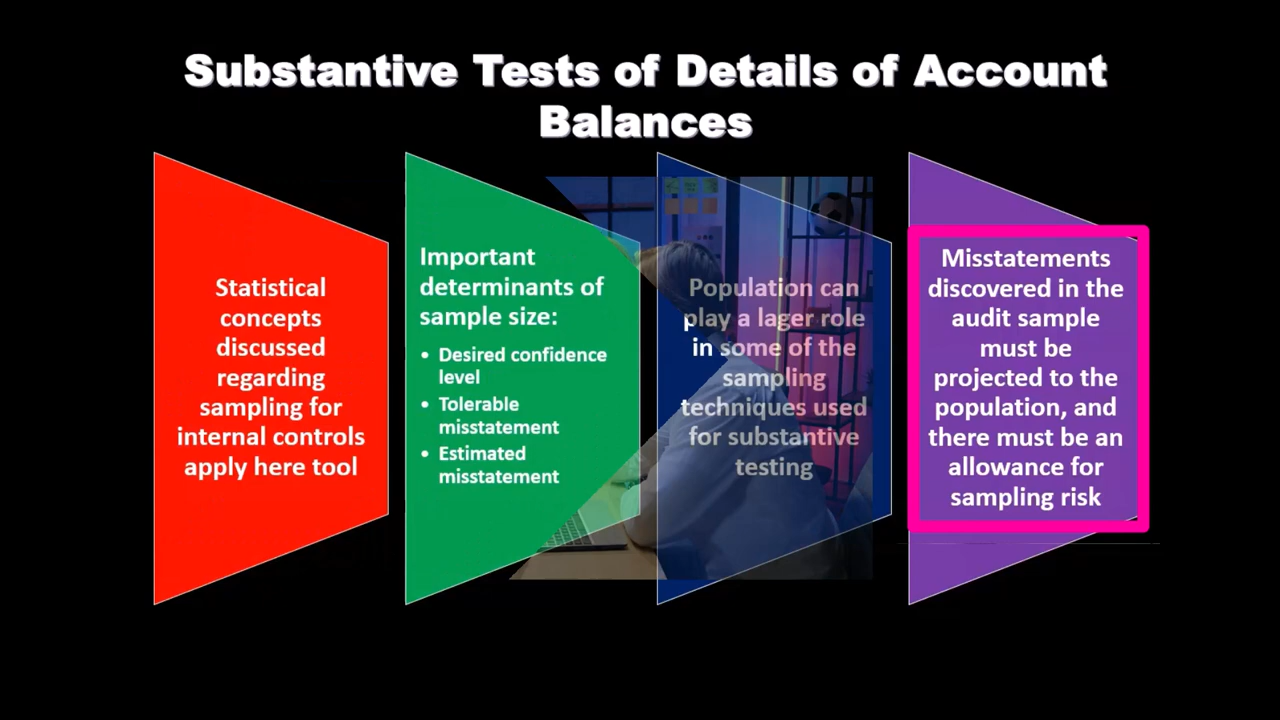 Substantive Tests of Details of Account
Balances
Statistical
concepts
discussed
regarding
sampling for
internal controls
apply here tool
Important
determinants of
sample size:
• Desired confidence
level
• Tolerable
misstatement
• Estimated
misstatement
Population can
play a lager role
in some of the
sampling
techniques used
for substantive
testing
Misstatements
discovered in the
audit sample
must be
projected to the
population, and
there must be an
allowance for
sampling risk